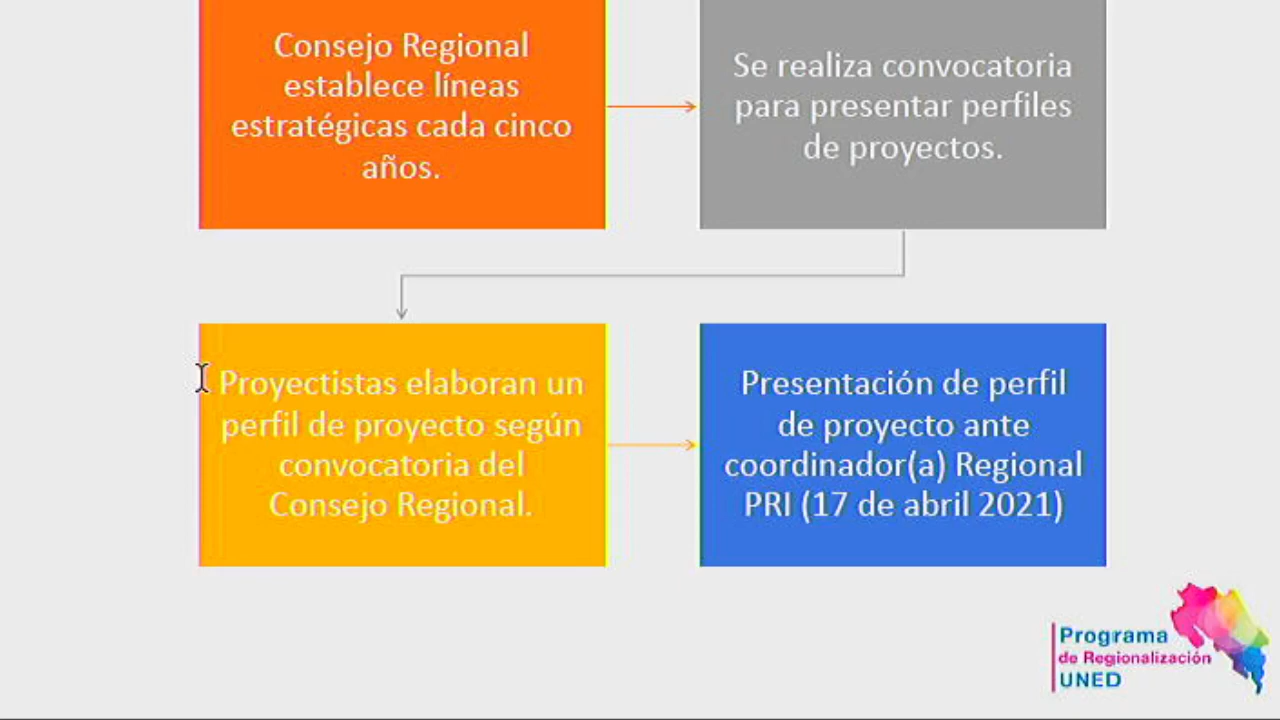 Consejo Regional
establece líneas
estratégicas cada cinco
años.
Se realiza convocatoria
para presentar perfiles
de proyectos.
Proyectistas elaboran un
perfil de proyecto según
convocatoria del
Consejo Regional.
Presentación de perfil
de proyecto ante
coordinador(a) Regional
PRI (17 de abril 2021)
Programa
de Regionalización
UNED